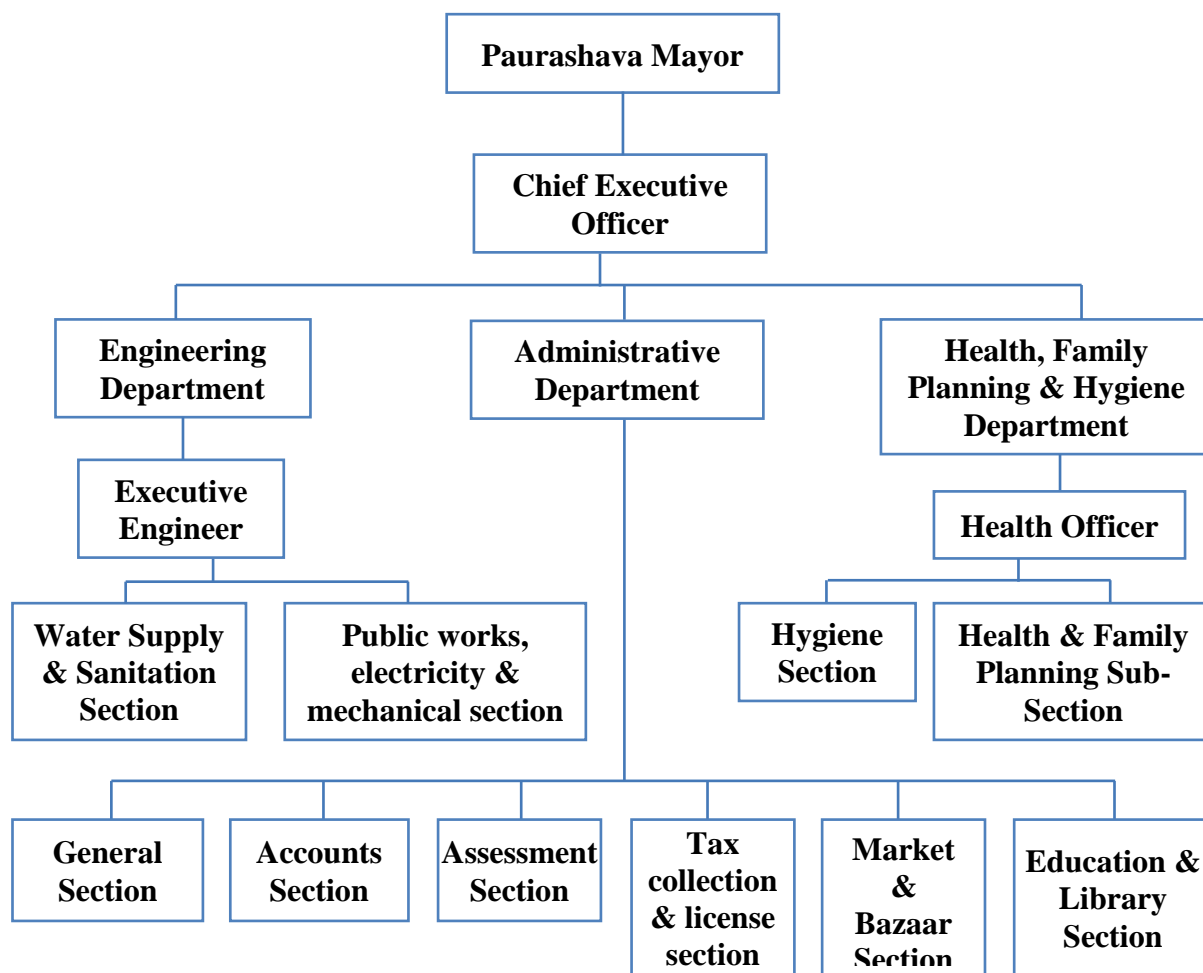 Paurashava Mayor
Chief Executive
Officer
Engineering
Department
Administrative
Department
Health, Family
Planning & Hygiene
Department
Executive
Engineer
Health Officer
Water Supply
& Sanitation
Section
Public works,
electricity &
mechanical section
Hygiene
Section
Health & Family
Planning Sub-
Section
General
Section
Accounts
Section
Assessment
Section
Tax
collection
& license
section
Market
&
Bazaar
Section
Education &
Library
Section